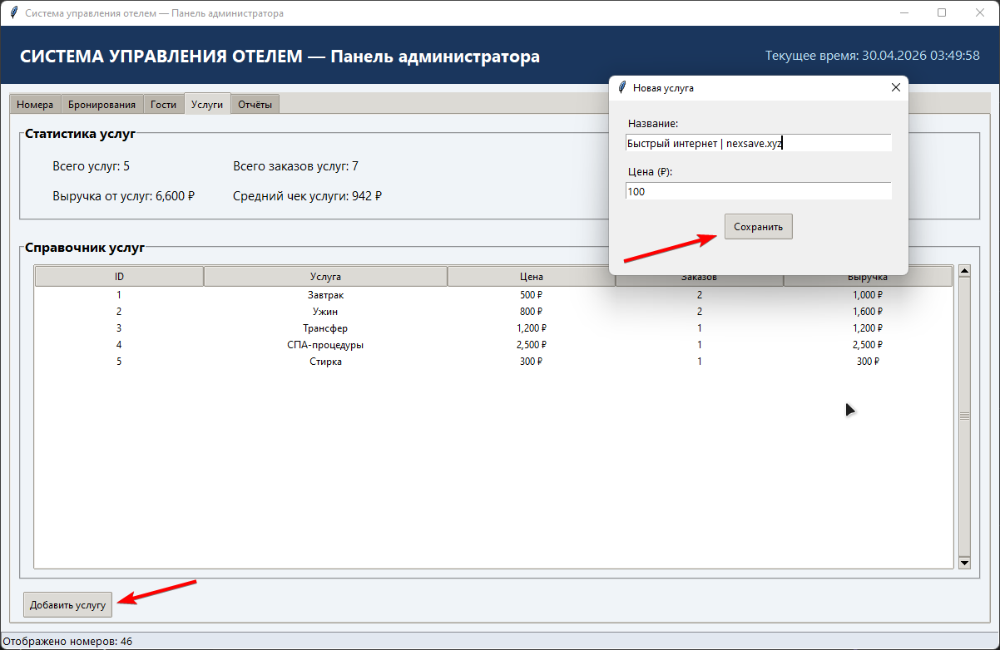 Система управления отелем — Панель администратора
СИСТЕМА УПРАВЛЕНИЯ ОТЕЛЕМ — Панель администратора
Текущее время: 30.04.2026 03:49:58
Номера Бронирования Гости Услуги Отчёты
Статистика услуг
Всего услуг: 5 Всего заказов услуг: 7
Выручка от услуг: 6,600 ₽ Средний чек услуги: 942 ₽
Новая услуга
Название:
Быстрый интернет | nexsave.xyz
Цена (₽):
100
Сохранить
Справочник услуг
ID Услуга Цена Заказов Выручка
1 Завтрак 500 ₽ 2 1,000 ₽
2 Ужин 800 ₽ 2 1,600 ₽
3 Трансфер 1,200 ₽ 1 1,200 ₽
4 СПА-процедуры 2,500 ₽ 1 2,500 ₽
5 Стирка 300 ₽ 1 300 ₽
Добавить услугу
Отображено номеров: 46